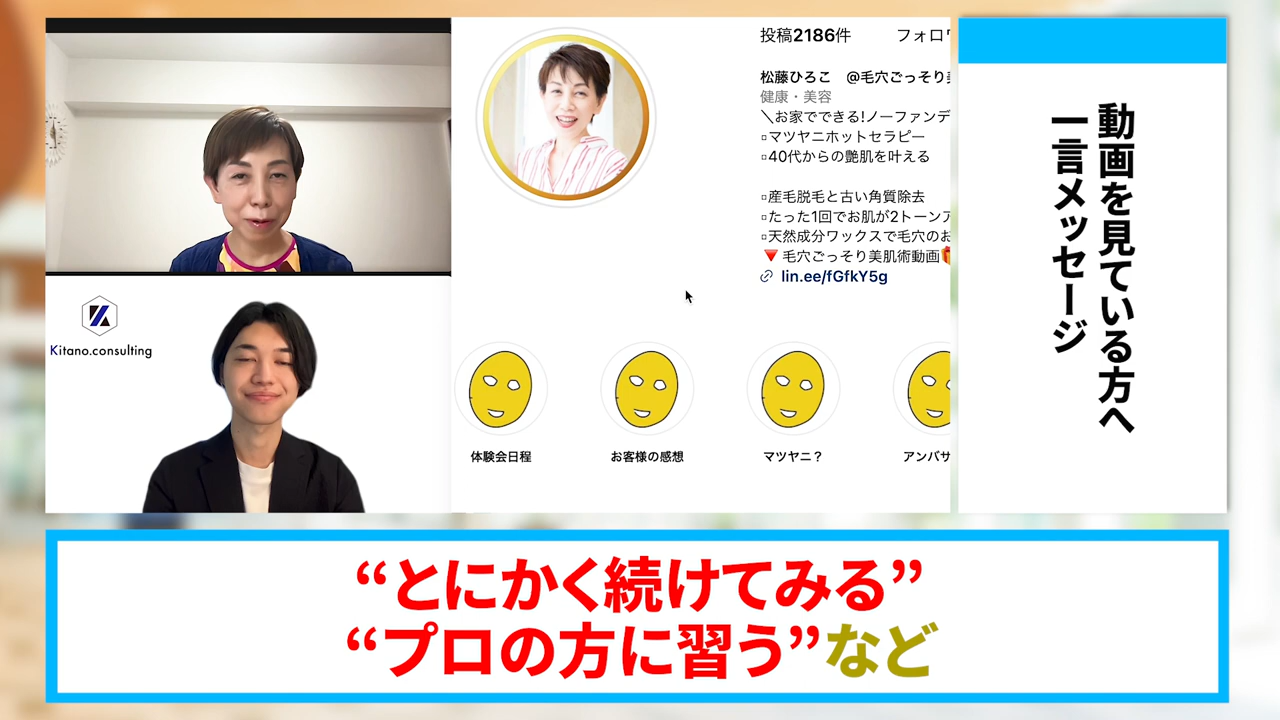 投稿2186件
フォロワ
松藤ひろこ @毛穴ごっそり美
健康・美容
＼お家でできる!ノーファンデ
▫マツヤニホットセラピー
▫40代からの艶肌を叶える
▫産毛脱毛と古い角質除去
▫たった1回でお肌が2トーンア
▫天然成分ワックスで毛穴のお
🔻毛穴ごっそり美肌術動画🎁
lin.ee/fGfkY5g
Kitano.consulting
体験会日程
お客様の感想
マツヤニ？
アンバサ
動画を見ている方へ
一言メッセージ
“とにかく続けてみる”
“プロの方に習う”など